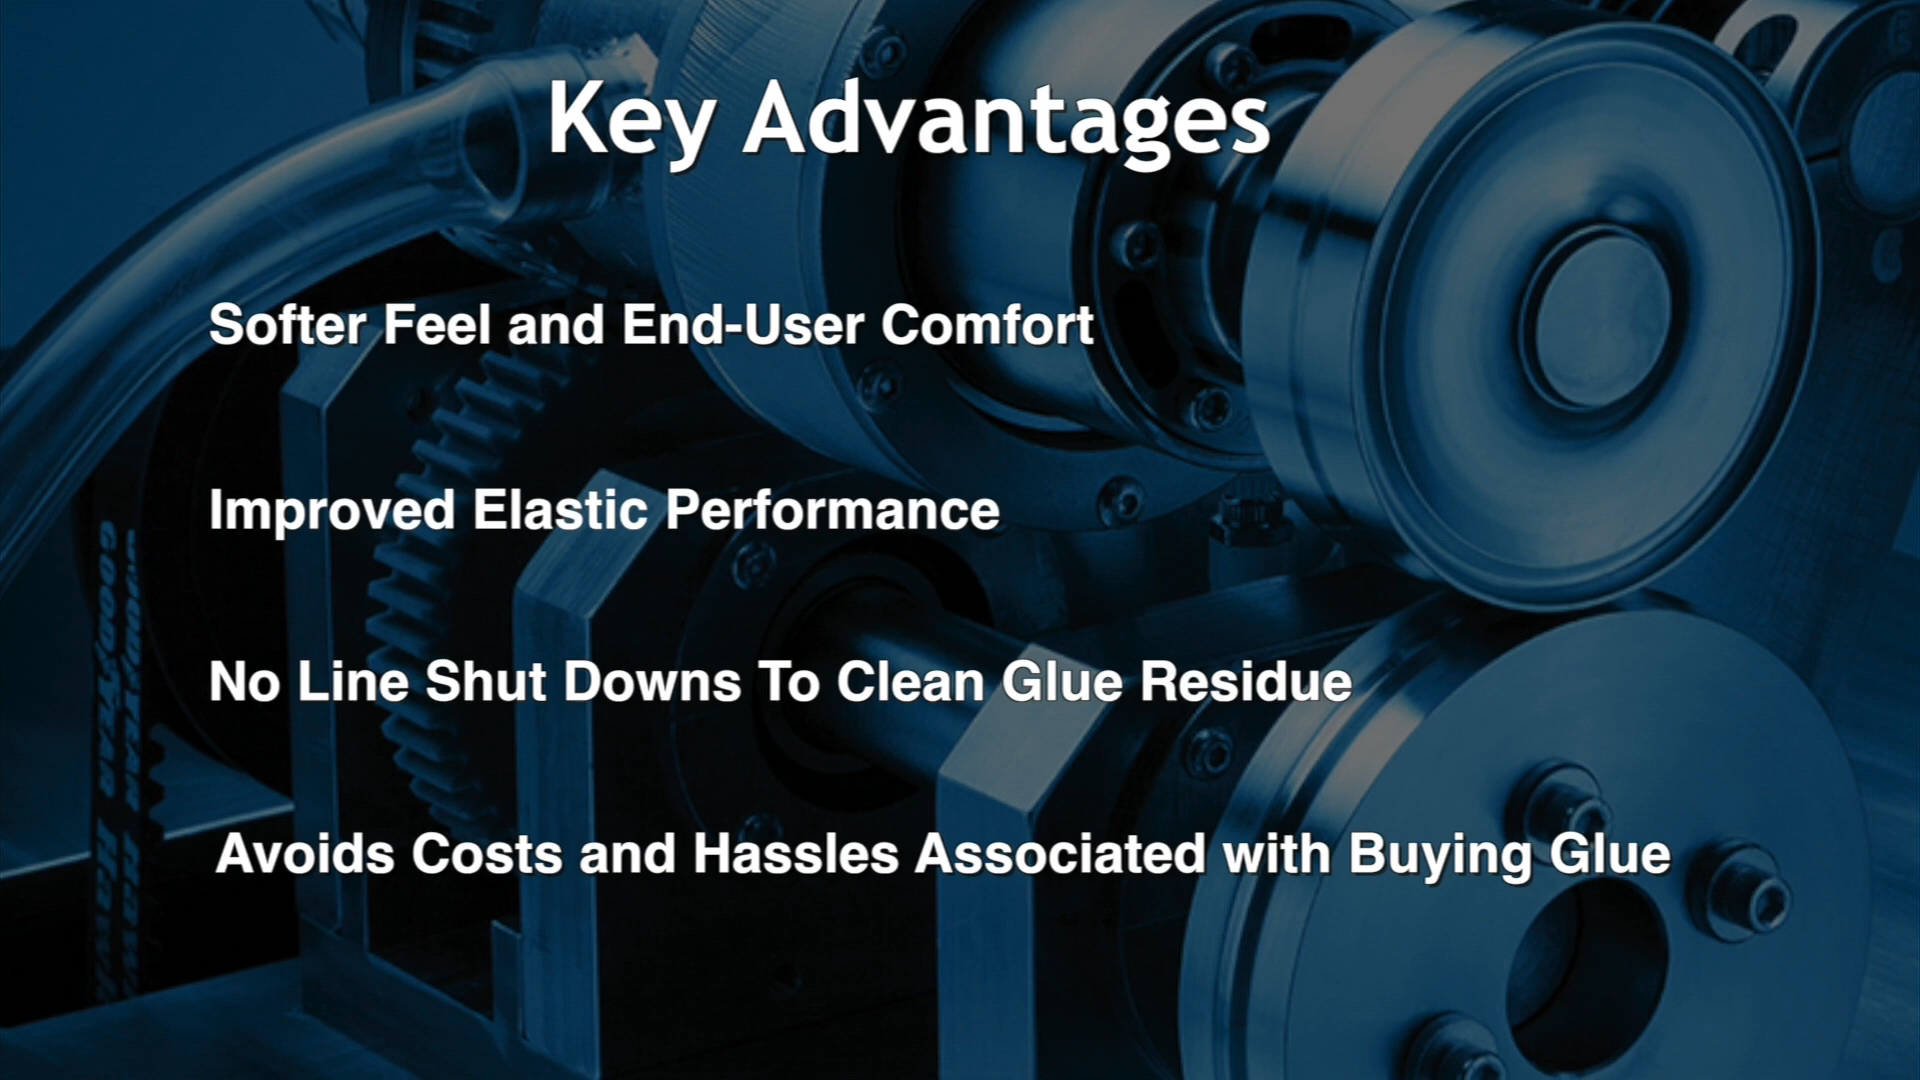 Key Advantages
Softer Feel and End-User Comfort
Improved Elastic Performance
No Line Shut Downs To Clean Glue Residue
Avoids Costs and Hassles Associated with Buying Glue